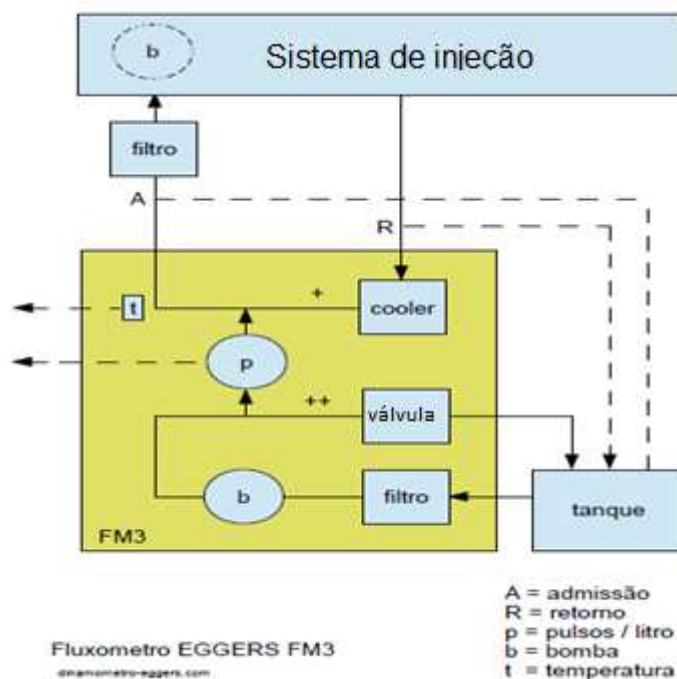 b
Sistema de injeção
filtro
A
R
+
cooler
t
p
++
válvula
b
filtro
tanque
FM3
A = admissão
R = retorno
p = pulsos / litro
b = bomba
t = temperatura
Fluxometro EGGERS FM3
dinamometro-eggers.com